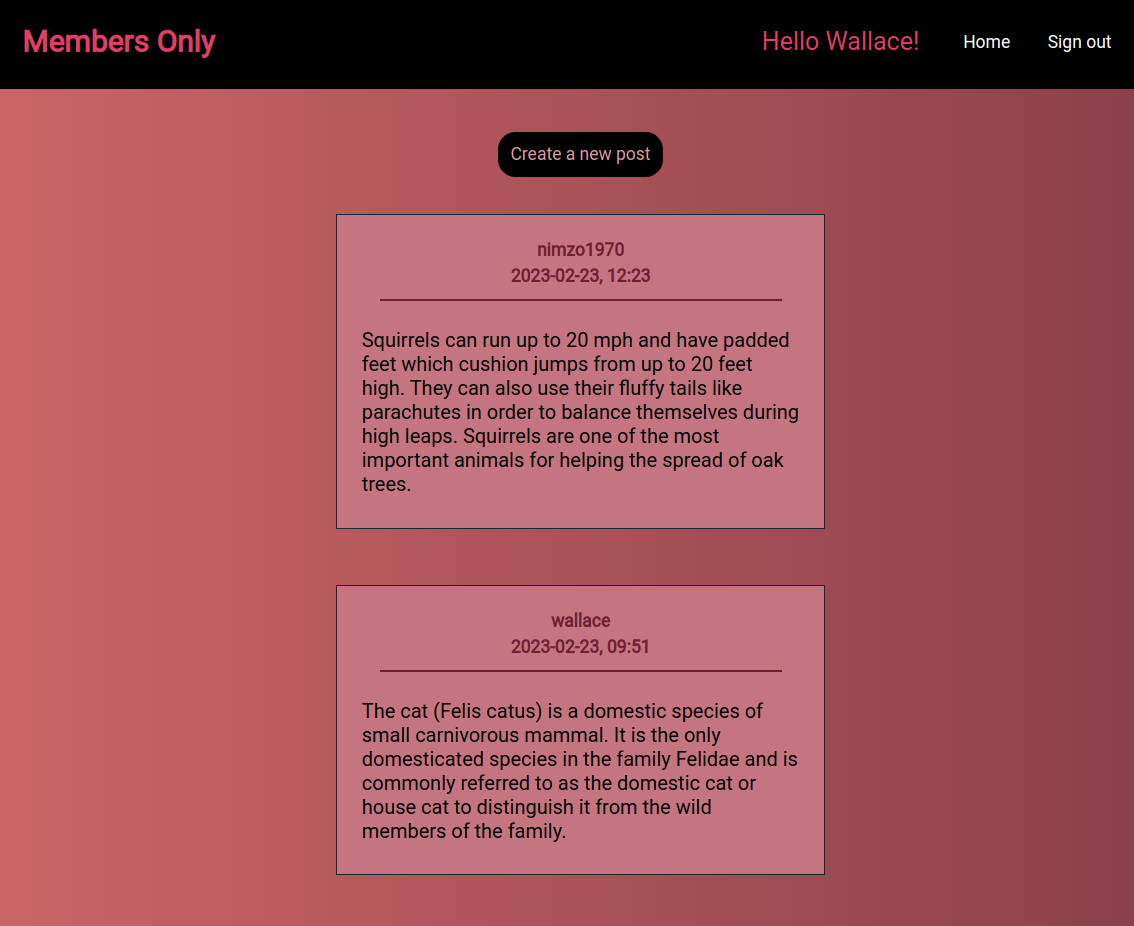 Members Only
Hello Wallace!
Home
Sign out
Create a new post
nimzo1970
2023-02-23, 12:23
Squirrels can run up to 20 mph and have padded
feet which cushion jumps from up to 20 feet
high. They can also use their fluffy tails like
parachutes in order to balance themselves during
high leaps. Squirrels are one of the most
important animals for helping the spread of oak
trees.
wallace
2023-02-23, 09:51
The cat (Felis catus) is a domestic species of
small carnivorous mammal. It is the only
domesticated species in the family Felidae and is
commonly referred to as the domestic cat or
house cat to distinguish it from the wild
members of the family.